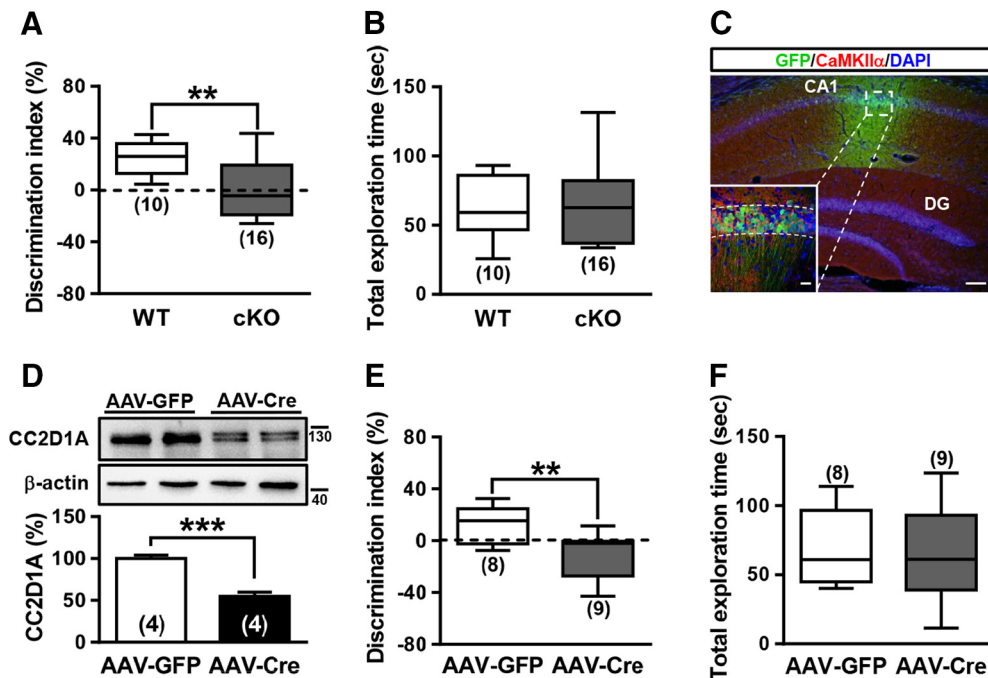 A
Discrimination index (%)
80
40
0
-40
-80
**
(10)
(16)
WT
cKO
B
Total exploration time (sec)
150
100
50
0
(10)
(16)
WT
cKO
C
GFP/CaMKIIα/DAPI
CA1
DG
D
AAV-GFP
AAV-Cre
CC2D1A
130
β-actin
40
CC2D1A (%)
150
100
50
0
***
(4)
(4)
AAV-GFP
AAV-Cre
E
Discrimination index (%)
80
40
0
-40
-80
**
(8)
(9)
AAV-GFP
AAV-Cre
F
Total exploration time (sec)
150
100
50
0
(8)
(9)
AAV-GFP
AAV-Cre